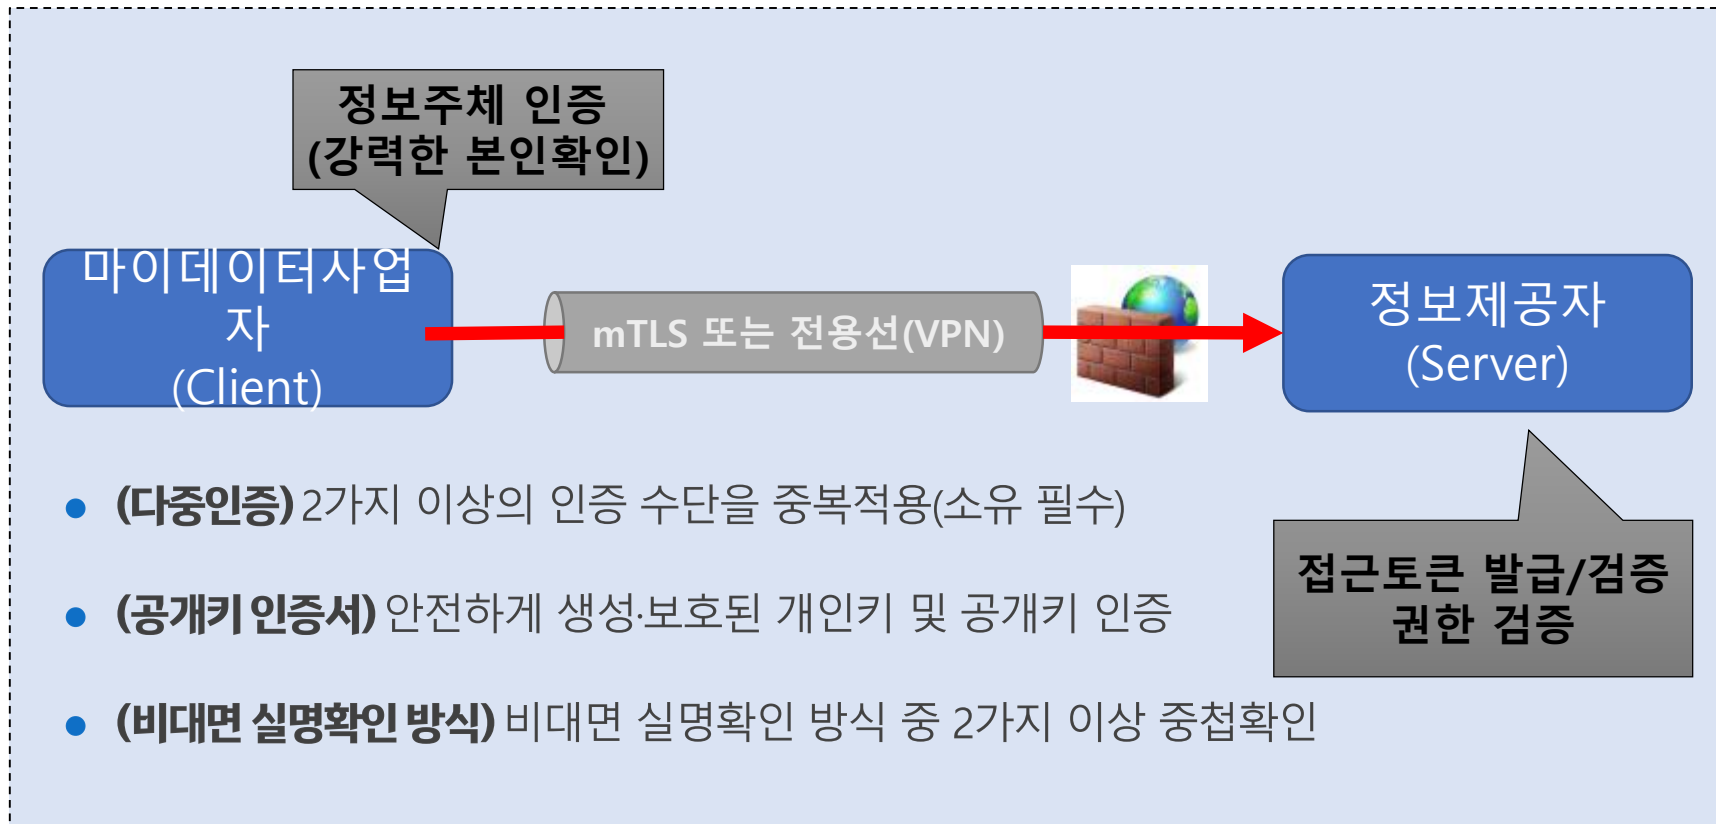 정보주체 인증
(강력한 본인확인)
마이데이터사업
자
(Client)
mTLS 또는 전용선(VPN)
정보제공자
(Server)
● (다중인증) 2가지 이상의 인증 수단을 중복적용(소유 필수)
● (공개키 인증서) 안전하게 생성·보호된 개인키 및 공개키 인증
● (비대면 실명확인 방식) 비대면 실명확인 방식 중 2가지 이상 중첩확인
접근토큰 발급/검증
권한 검증